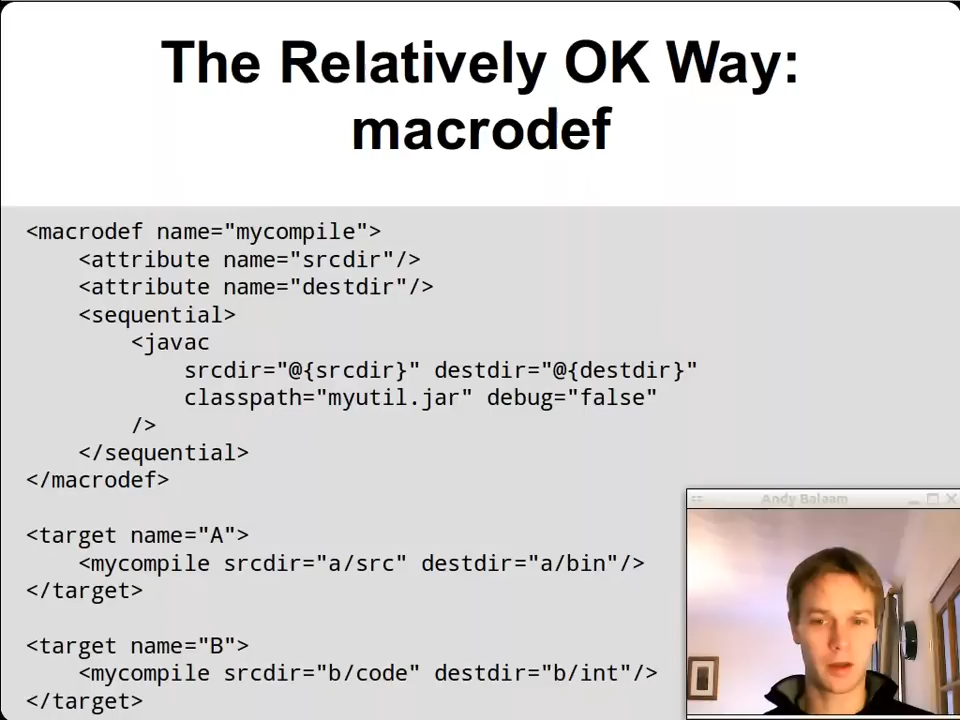 The Relatively OK Way:
macrodef
<macrodef name="mycompile">
    <attribute name="srcdir"/>
    <attribute name="destdir"/>
    <sequential>
        <javac
            srcdir="@{srcdir}" destdir="@{destdir}"
            classpath="myutil.jar" debug="false"
        />
    </sequential>
</macrodef>
<target name="A">
    <mycompile srcdir="a/src" destdir="a/bin"/>
</target>
<target name="B">
    <mycompile srcdir="b/code" destdir="b/int"/>
</target>
Andy Balaam